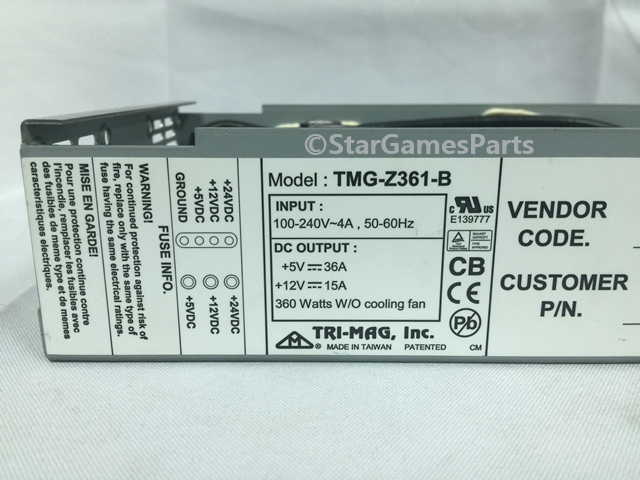 ©StarGamesParts
MISE EN GARDE!
Pour une protection continue contre
l'incendie, remplacer les fusibles avec
des fusibles de meme type et de memes
caracteristiques electriques.
WARNING!
For continued protection against risk of
fire, replace only with the same type of
fuse having the same electrical ratings.
FUSE INFO.
GROUND
+5VDC
+12VDC
+24VDC
+5VDC
+12VDC
+24VDC
Model : TMG-Z361-B
INPUT :
100-240V~4A , 50-60Hz
DC OUTPUT :
+5V 36A
+12V 15A
360 Watts W/O cooling fan
TRI-MAG, Inc.
® MADE IN TAIWAN PATENTED CM
c UL US
E139777
CB
CE
Pb
VENDOR
CODE.
CUSTOMER
P/N.